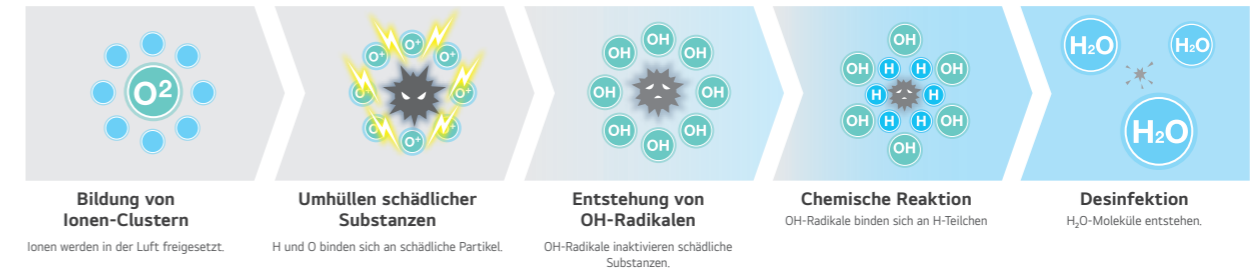 O²
O⁺ O⁺ O⁺
O⁺ O⁺
O⁺ O⁺ O⁺
OH OH OH
OH OH
OH OH OH
OH
OH H H OH
H H
OH H H OH
OH
H₂O H₂O
H₂O
Bildung von
Ionen-Clustern
Ionen werden in der Luft freigesetzt.
Umhüllen schädlicher
Substanzen
H und O binden sich an schädliche Partikel.
Entstehung von
OH-Radikalen
OH-Radikale inaktivieren schädliche
Substanzen.
Chemische Reaktion
OH-Radikale binden sich an H-Teilchen
Desinfektion
H₂O-Moleküle entstehen.